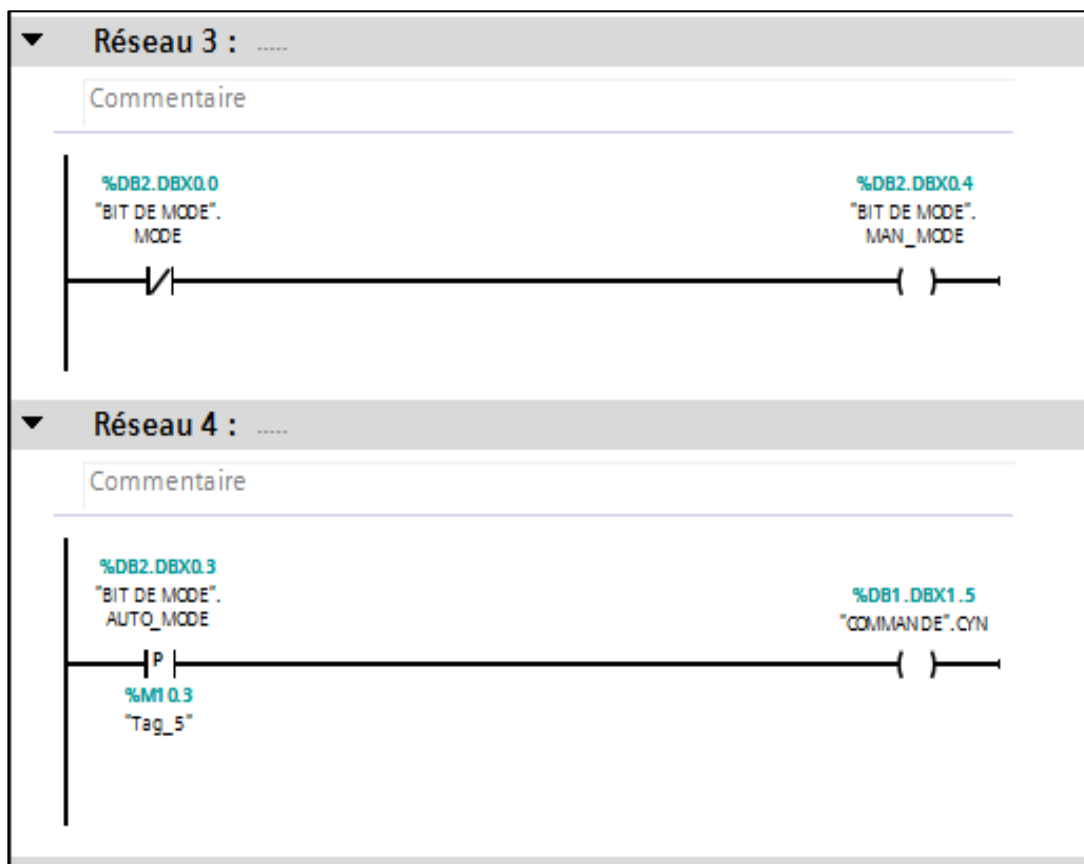 Réseau 3 : .....
Commentaire
%DB2.DBX0.0
"BIT DE MODE".
MODE
%DB2.DBX0.4
"BIT DE MODE".
MAN_MODE
Réseau 4 : .....
Commentaire
%DB2.DBX0.3
"BIT DE MODE".
AUTO_MODE
%DB1.DBX1.5
"COMMANDE".CYN
P
%M10.3
"Tag_5"